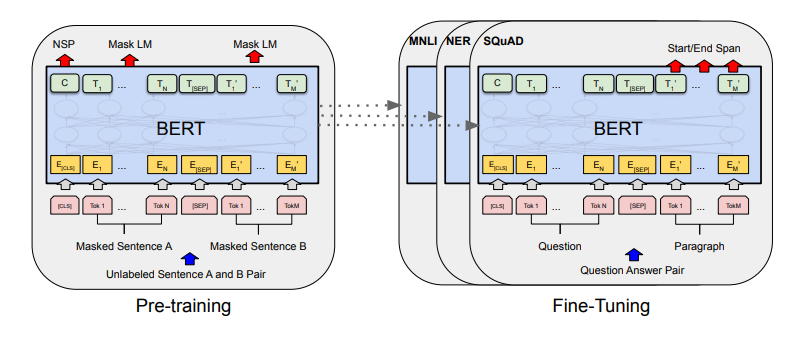 NSP Mask LM Mask LM
C T1 ... TN T[SEP] T1' ... TM'
BERT
E[CLS] E1 ... EN E[SEP] E1' ... EM'
[CLS] Tok 1 ... Tok N [SEP] Tok 1 ... TokM
Masked Sentence A Masked Sentence B
Unlabeled Sentence A and B Pair
Pre-training
MNLI NER SQuAD
Start/End Span
C T1 ... TN T[SEP] T1' ... TM'
BERT
E[CLS] E1 ... EN E[SEP] E1' ... EM'
[CLS] Tok 1 ... Tok N [SEP] Tok 1 ... TokM
Question Paragraph
Question Answer Pair
Fine-Tuning